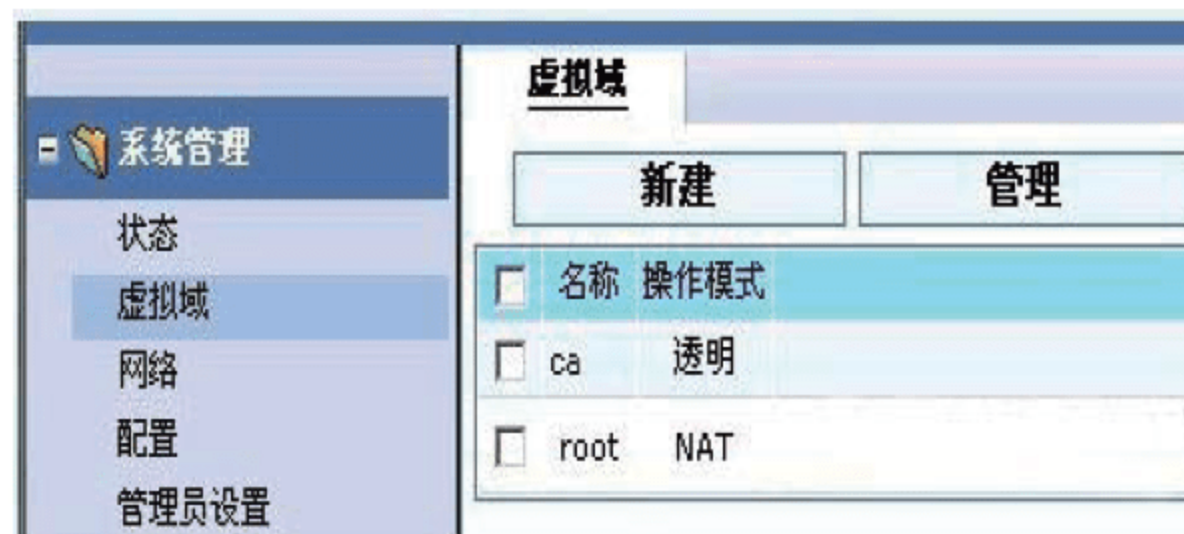 系统管理
状态
虚拟域
网络
配置
管理员设置
虚拟域
新建 管理
名称 操作模式
ca 透明
root NAT